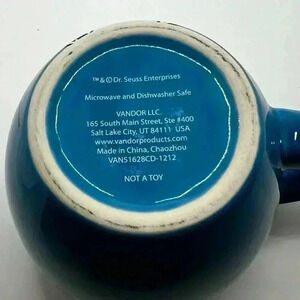 ™ & © Dr. Seuss Enterprises
Microwave and Dishwasher Safe
VANDOR LLC.
165 South Main Street, Ste #400
Salt Lake City, UT 84111 USA
www.vandorproducts.com
Made in China, Chaozhou
VAN51628CD-1212
NOT A TOY